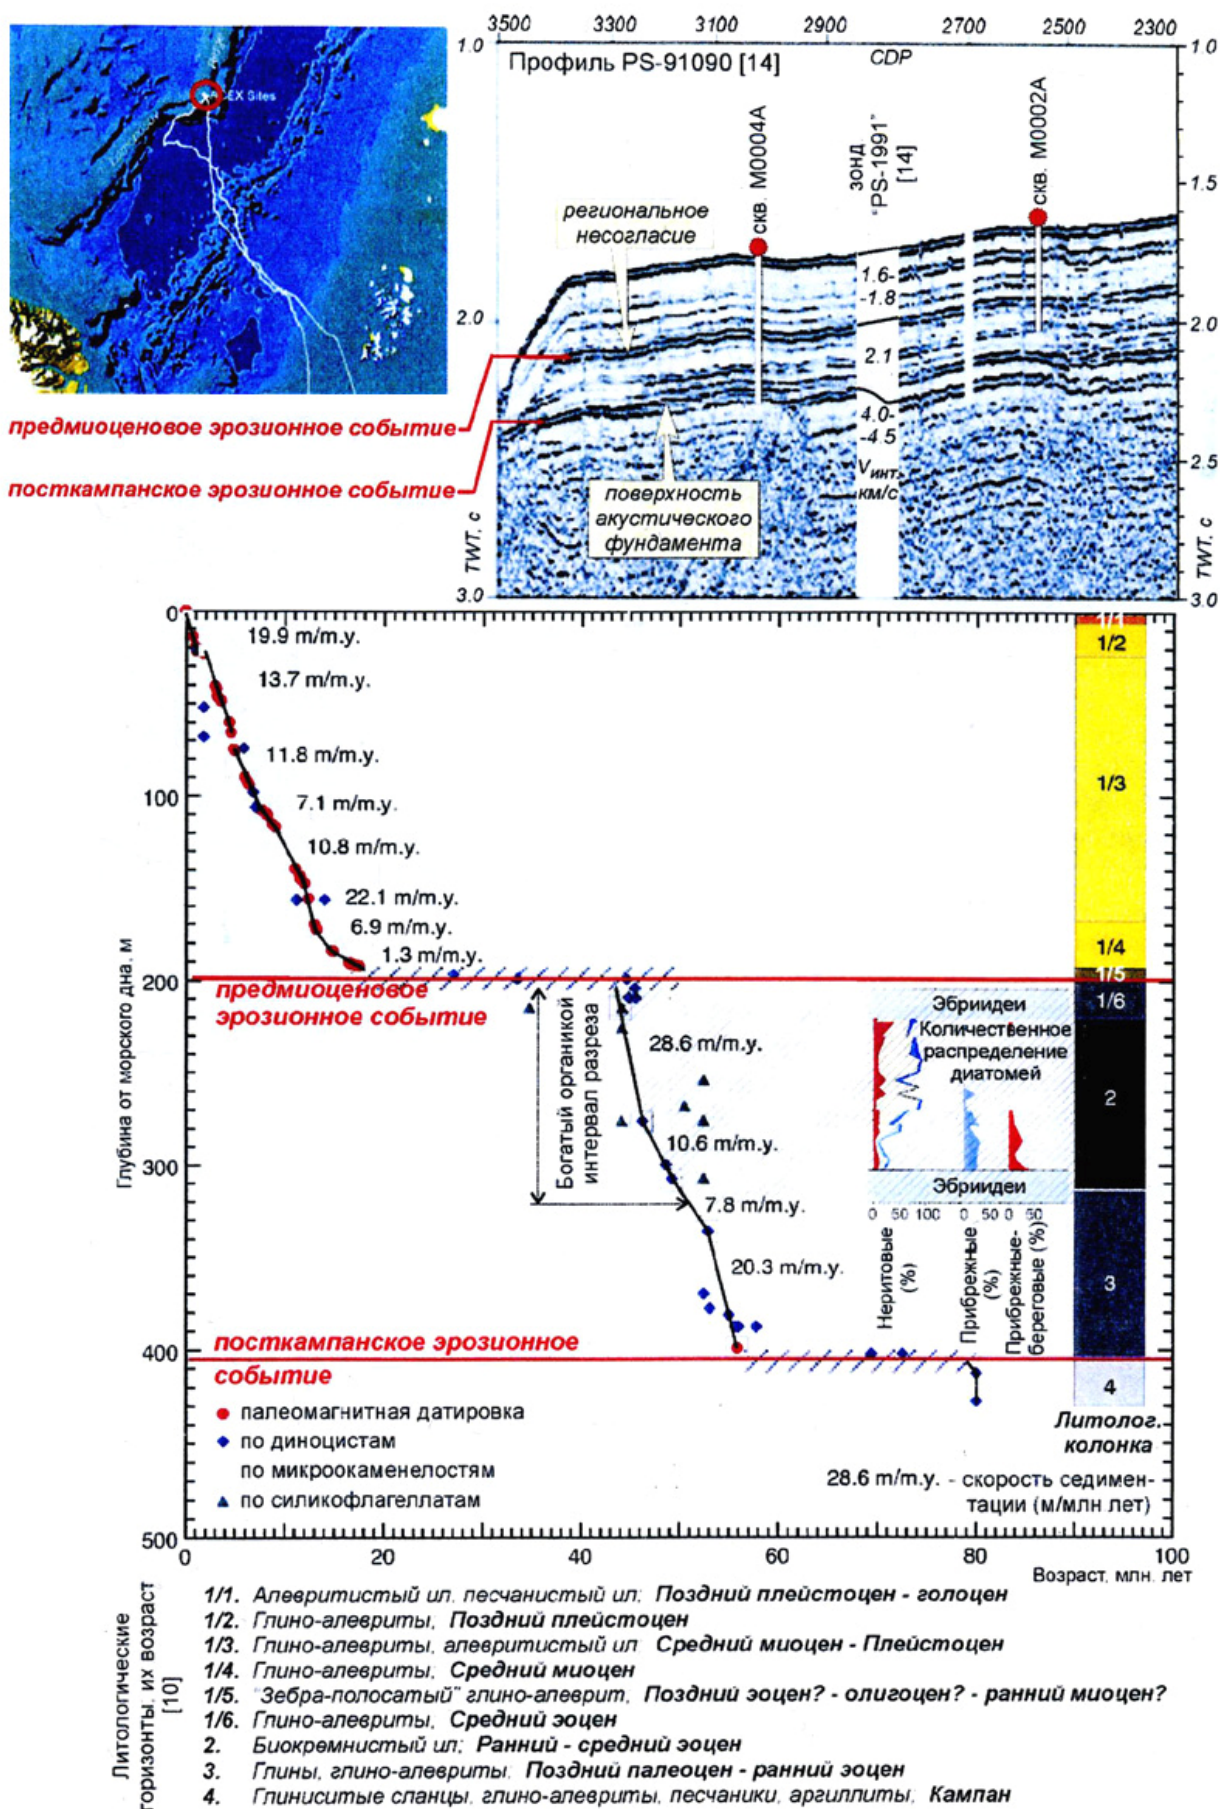 EX Sites
3500 3300 3100 2900 2700 2500 2300
CDP
Профиль PS-91090 [14]
1.0
1.0
1.5
2.0
2.0
2.5
3.0
3.0
TWT, с
TWT, с
скв. M0004A
зонд
"PS-1991"
[14]
скв. M0002A
региональное
несогласие
1.6-
-1.8
2.1
4.0-
-4.5
Vинт.
км/с
поверхность
акустического
фундамента
предмиоценовое эрозионное событие
посткампанское эрозионное событие
0
100
200
300
400
500
Глубина от морского дна, м
19.9 m/m.y.
13.7 m/m.y.
11.8 m/m.y.
7.1 m/m.y.
10.8 m/m.y.
22.1 m/m.y.
6.9 m/m.y.
1.3 m/m.y.
предмиоценовое
эрозионное событие
Богатый органикой
интервал разреза
28.6 m/m.y.
10.6 m/m.y.
7.8 m/m.y.
20.3 m/m.y.
Эбриидеи
Количественное
распределение
диатомей
Эбриидеи
0 50 100 0 50 0 50
Неритовые
(%)
Прибрежные
(%)
Прибрежные-
береговые (%)
1/1
1/2
1/3
1/4
1/5
1/6
2
3
4
Литолог.
колонка
посткампанское эрозионное
событие
палеомагнитная датировка
по диноцистам
по микроокаменелостям
по силикофлагеллатам
28.6 m/m.y. - скорость седимен-
тации (м/млн лет)
0 20 40 60 80 100
Возраст, млн. лет
Литологические
горизонты, их возраст
[10]
1/1. Алевритистый ил, песчанистый ил; Поздний плейстоцен - голоцен
1/2. Глино-алевриты; Поздний плейстоцен
1/3. Глино-алевриты, алевритистый ил Средний миоцен - Плейстоцен
1/4. Глино-алевриты; Средний миоцен
1/5. "Зебра-полосатый" глино-алеврит, Поздний эоцен? - олигоцен? - ранний миоцен?
1/6. Глино-алевриты; Средний эоцен
2. Биокремнистый ил; Ранний - средний эоцен
3. Глины, глино-алевриты; Поздний палеоцен - ранний эоцен
4. Глиниситые сланцы, глино-алевриты, песчаники, аргиллиты; Кампан